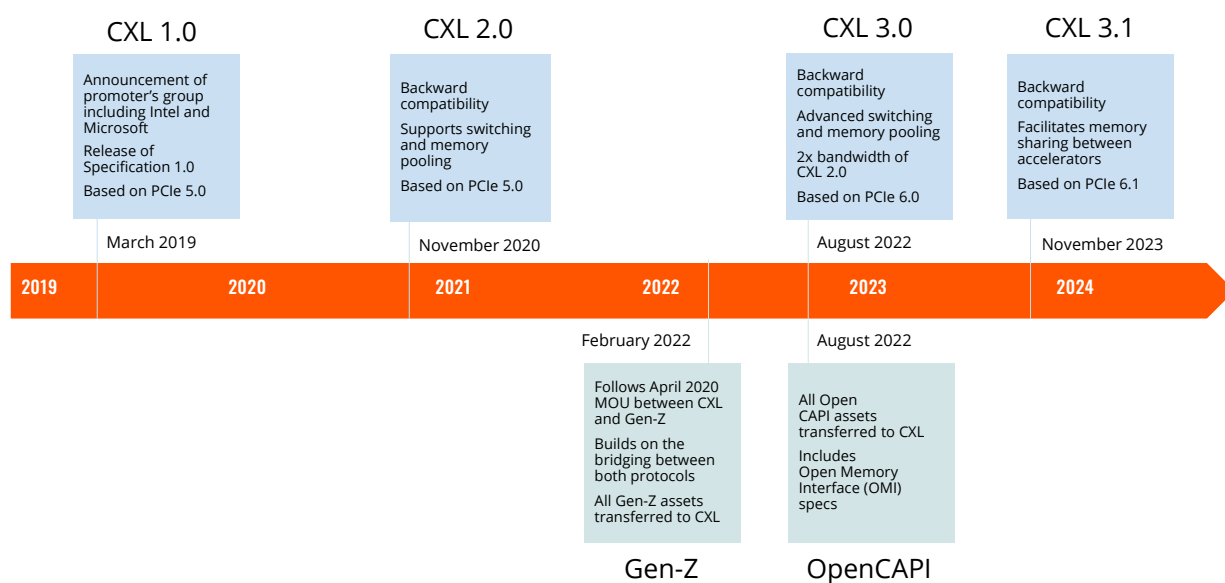 CXL 1.0
Announcement of
promoter's group
including Intel and
Microsoft
Release of
Specification 1.0
Based on PCIe 5.0
March 2019
CXL 2.0
Backward
compatibility
Supports switching
and memory
pooling
Based on PCIe 5.0
November 2020
CXL 3.0
Backward
compatibility
Advanced switching
and memory pooling
2x bandwidth of
CXL 2.0
Based on PCIe 6.0
August 2022
CXL 3.1
Backward
compatibility
Facilitates memory
sharing between
accelerators
Based on PCIe 6.1
November 2023
2019
2020
2021
2022
2023
2024
February 2022
Follows April 2020
MOU between CXL
and Gen-Z
Builds on the
bridging between
both protocols
All Gen-Z assets
transferred to CXL
Gen-Z
August 2022
All Open
CAPI assets
transferred to CXL
Includes
Open Memory
Interface (OMI)
specs
OpenCAPI